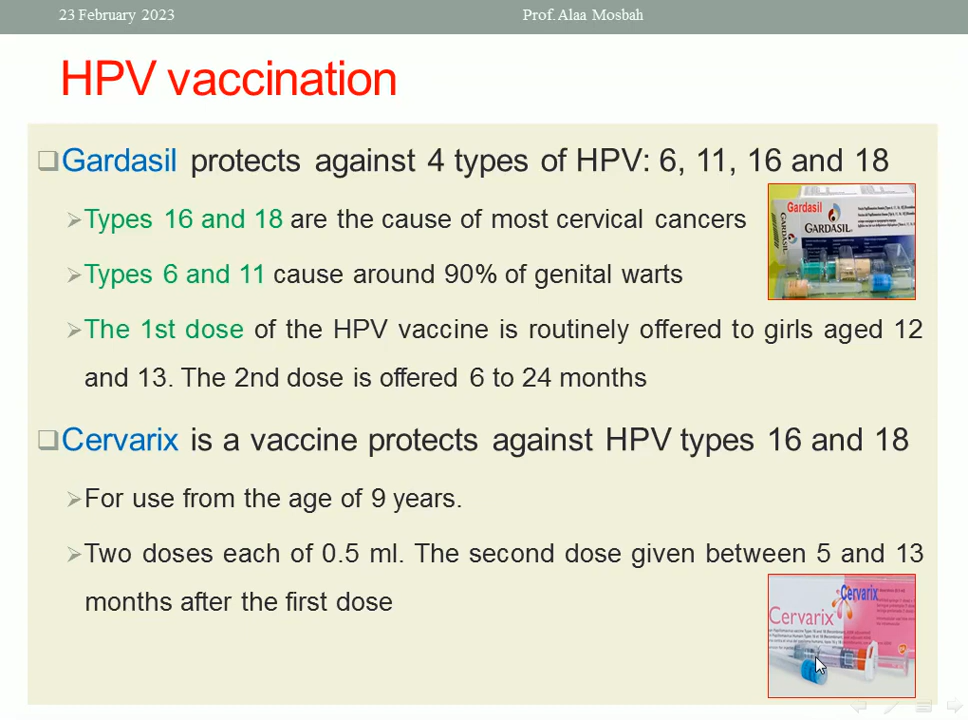 23 February 2023 Prof. Alaa Mosbah
HPV vaccination
Gardasil protects against 4 types of HPV: 6, 11, 16 and 18
Types 16 and 18 are the cause of most cervical cancers
Types 6 and 11 cause around 90% of genital warts
The 1st dose of the HPV vaccine is routinely offered to girls aged 12
and 13. The 2nd dose is offered 6 to 24 months
Gardasil
GARDASIL
Cervarix is a vaccine protects against HPV types 16 and 18
For use from the age of 9 years.
Two doses each of 0.5 ml. The second dose given between 5 and 13
months after the first dose
Cervarix
Cervarix